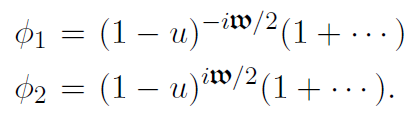 ϕ₁ = (1 − u)^{−i𝔴/2}(1 + ⋯)
ϕ₂ = (1 − u)^{i𝔴/2}(1 + ⋯).